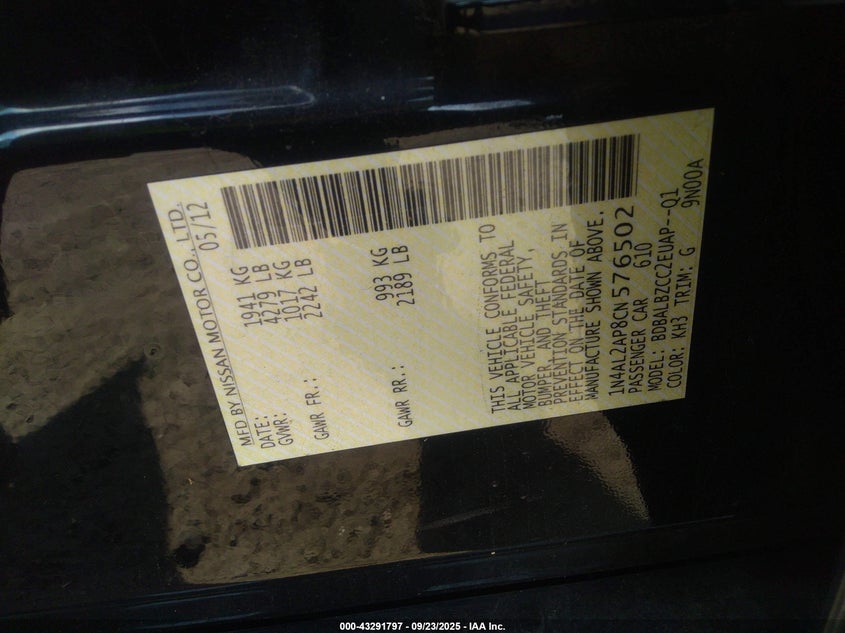 MFD BY NISSAN MOTOR CO., LTD.
DATE: 05/12
GVWR: 1941 KG
4279 LB
GAWR FR.: 1017 KG
2242 LB
GAWR RR.: 993 KG
2189 LB
THIS VEHICLE CONFORMS TO
ALL APPLICABLE FEDERAL
MOTOR VEHICLE SAFETY,
BUMPER, AND THEFT
PREVENTION STANDARDS IN
EFFECT ON THE DATE OF
MANUFACTURE SHOWN ABOVE.
1N4AL2AP8CN576502
PASSENGER CAR 610
MODEL: BDBALBZCC2EUAP--Q1
COLOR: KH3 TRIM: G 9N00A
000-43291797 - 09/23/2025 - IAA Inc.